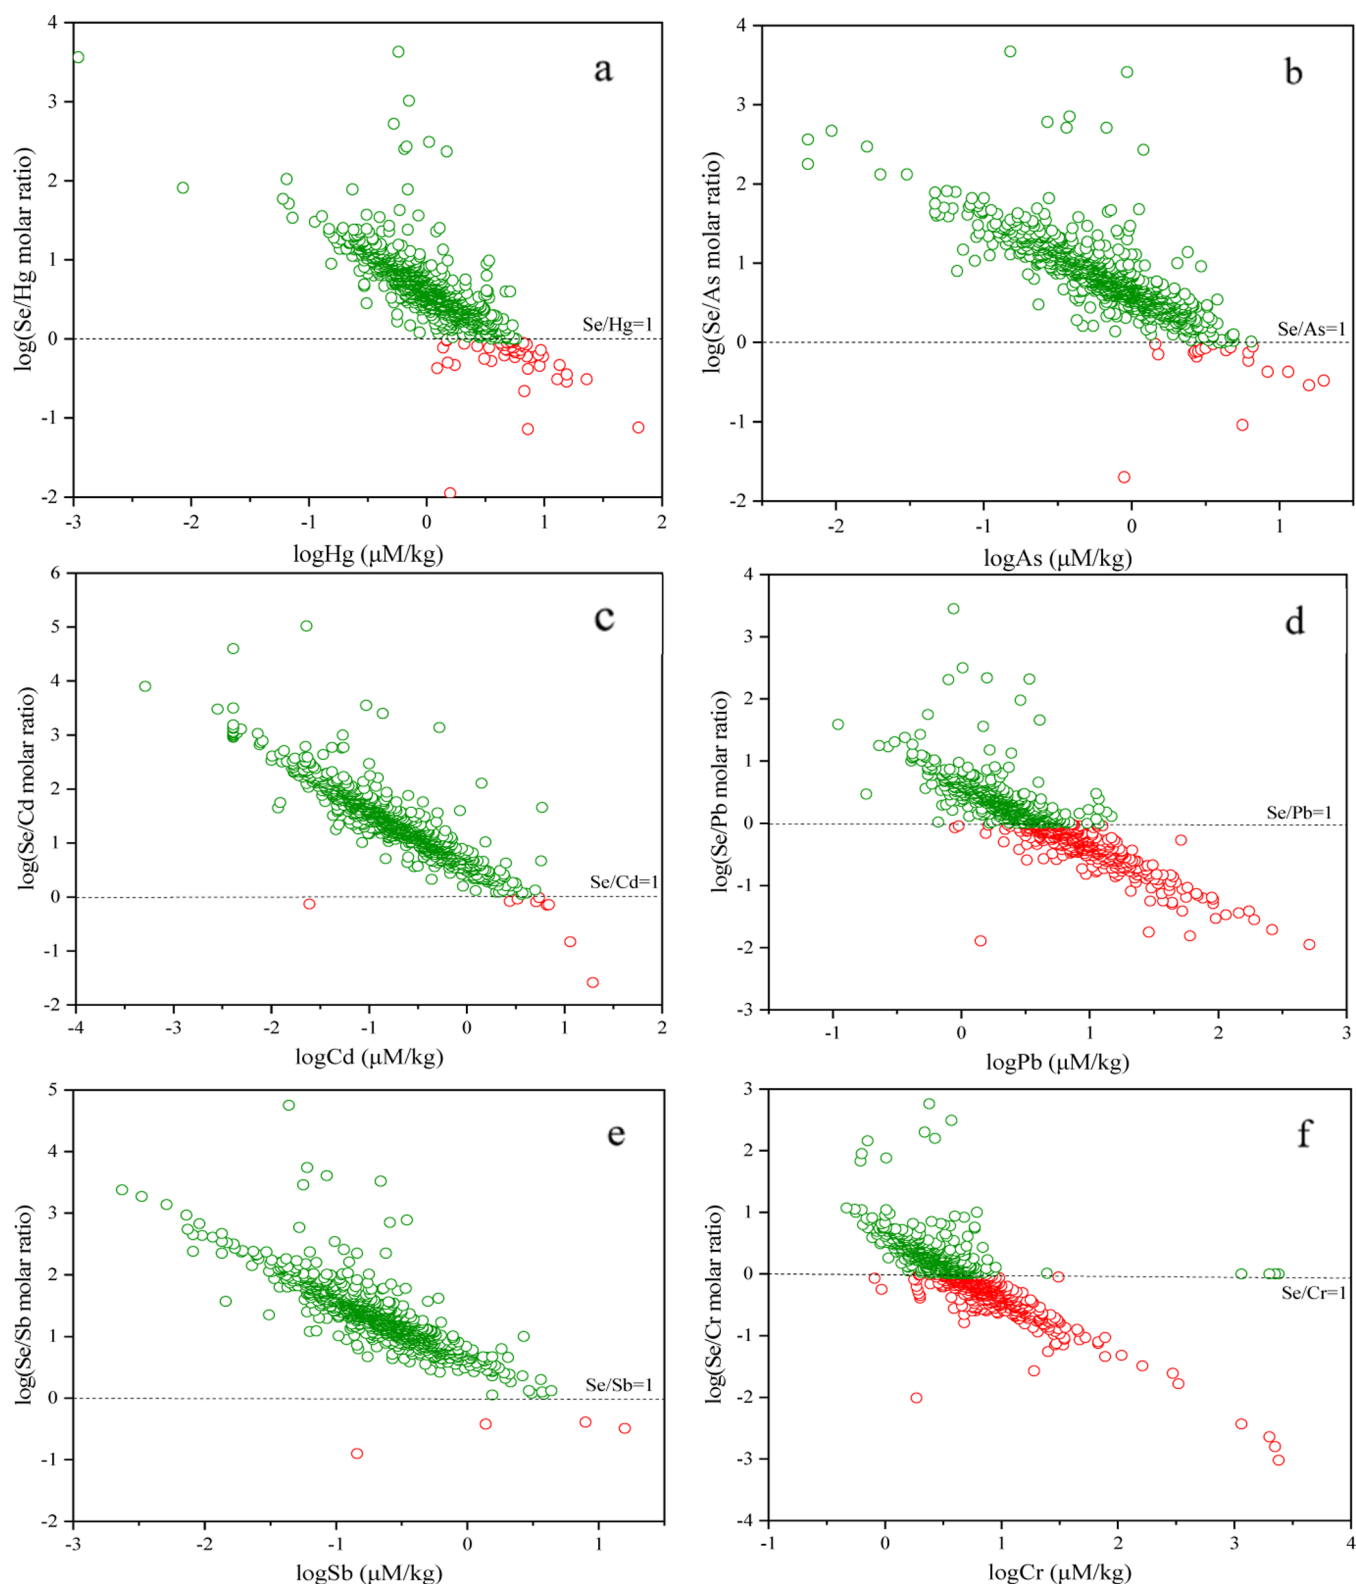 a
log(Se/Hg molar ratio)
4
3
2
1
0
-1
-2
Se/Hg=1
-3 -2 -1 0 1 2
logHg (μM/kg)
b
log(Se/As molar ratio)
4
3
2
1
0
-1
-2
Se/As=1
-2 -1 0 1
logAs (μM/kg)
c
log(Se/Cd molar ratio)
6
5
4
3
2
1
0
-1
-2
Se/Cd=1
-4 -3 -2 -1 0 1 2
logCd (μM/kg)
d
log(Se/Pb molar ratio)
4
3
2
1
0
-1
-2
-3
Se/Pb=1
-1 0 1 2 3
logPb (μM/kg)
e
log(Se/Sb molar ratio)
5
4
3
2
1
0
-1
-2
Se/Sb=1
-3 -2 -1 0 1
logSb (μM/kg)
f
log(Se/Cr molar ratio)
3
2
1
0
-1
-2
-3
-4
Se/Cr=1
-1 0 1 2 3 4
logCr (μM/kg)